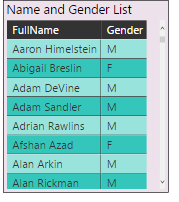 Name and Gender List
FullName Gender
Aaron Himelstein M
Abigail Breslin F
Adam DeVine M
Adam Sandler M
Adrian Rawlins M
Afshan Azad F
Alan Arkin M
Alan Rickman M